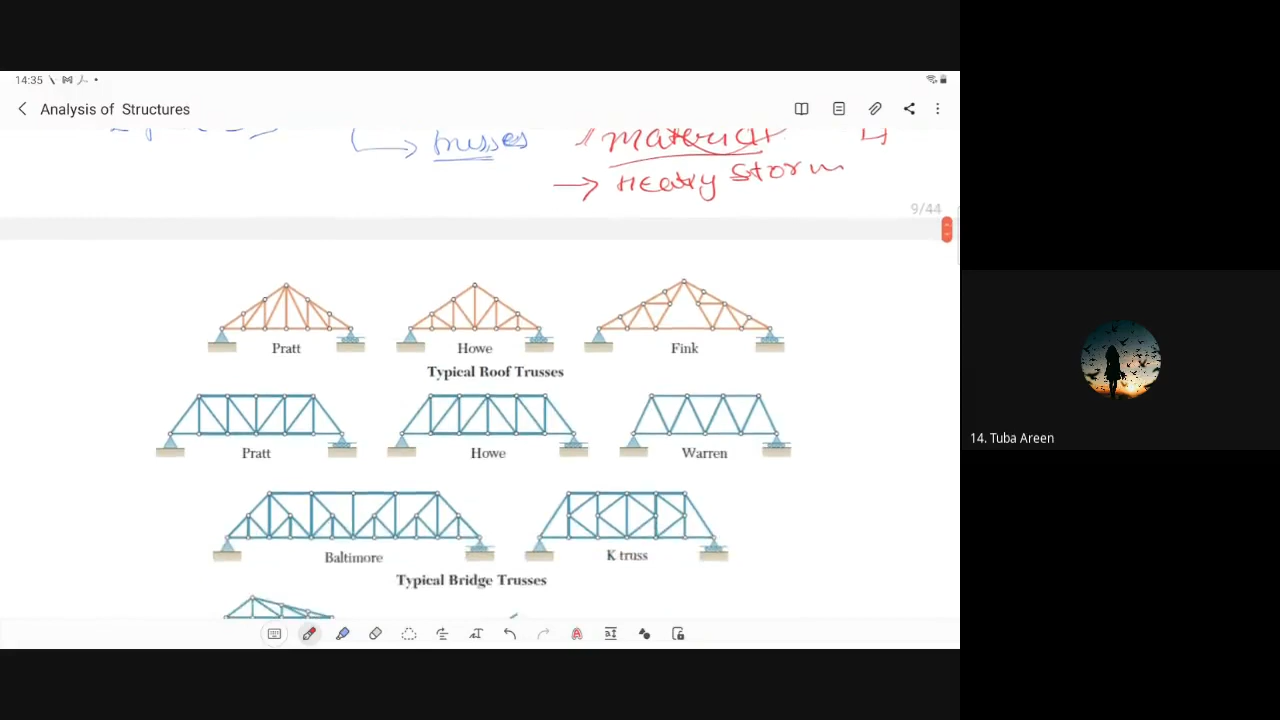 14:35
Analysis of Structures
trusses material
→ Heavy storm
9/44
Pratt Howe Fink
Typical Roof Trusses
Pratt Howe Warren
Baltimore K truss
Typical Bridge Trusses
14. Tuba Areen